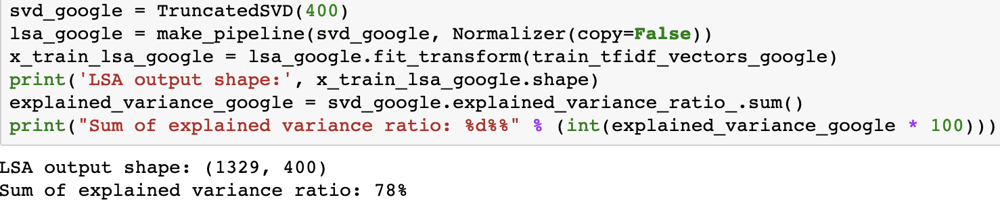 svd_google = TruncatedSVD(400)
lsa_google = make_pipeline(svd_google, Normalizer(copy=False))
x_train_lsa_google = lsa_google.fit_transform(train_tfidf_vectors_google)
print('LSA output shape:', x_train_lsa_google.shape)
explained_variance_google = svd_google.explained_variance_ratio_.sum()
print("Sum of explained variance ratio: %d%%" % (int(explained_variance_google * 100)))
LSA output shape: (1329, 400)
Sum of explained variance ratio: 78%